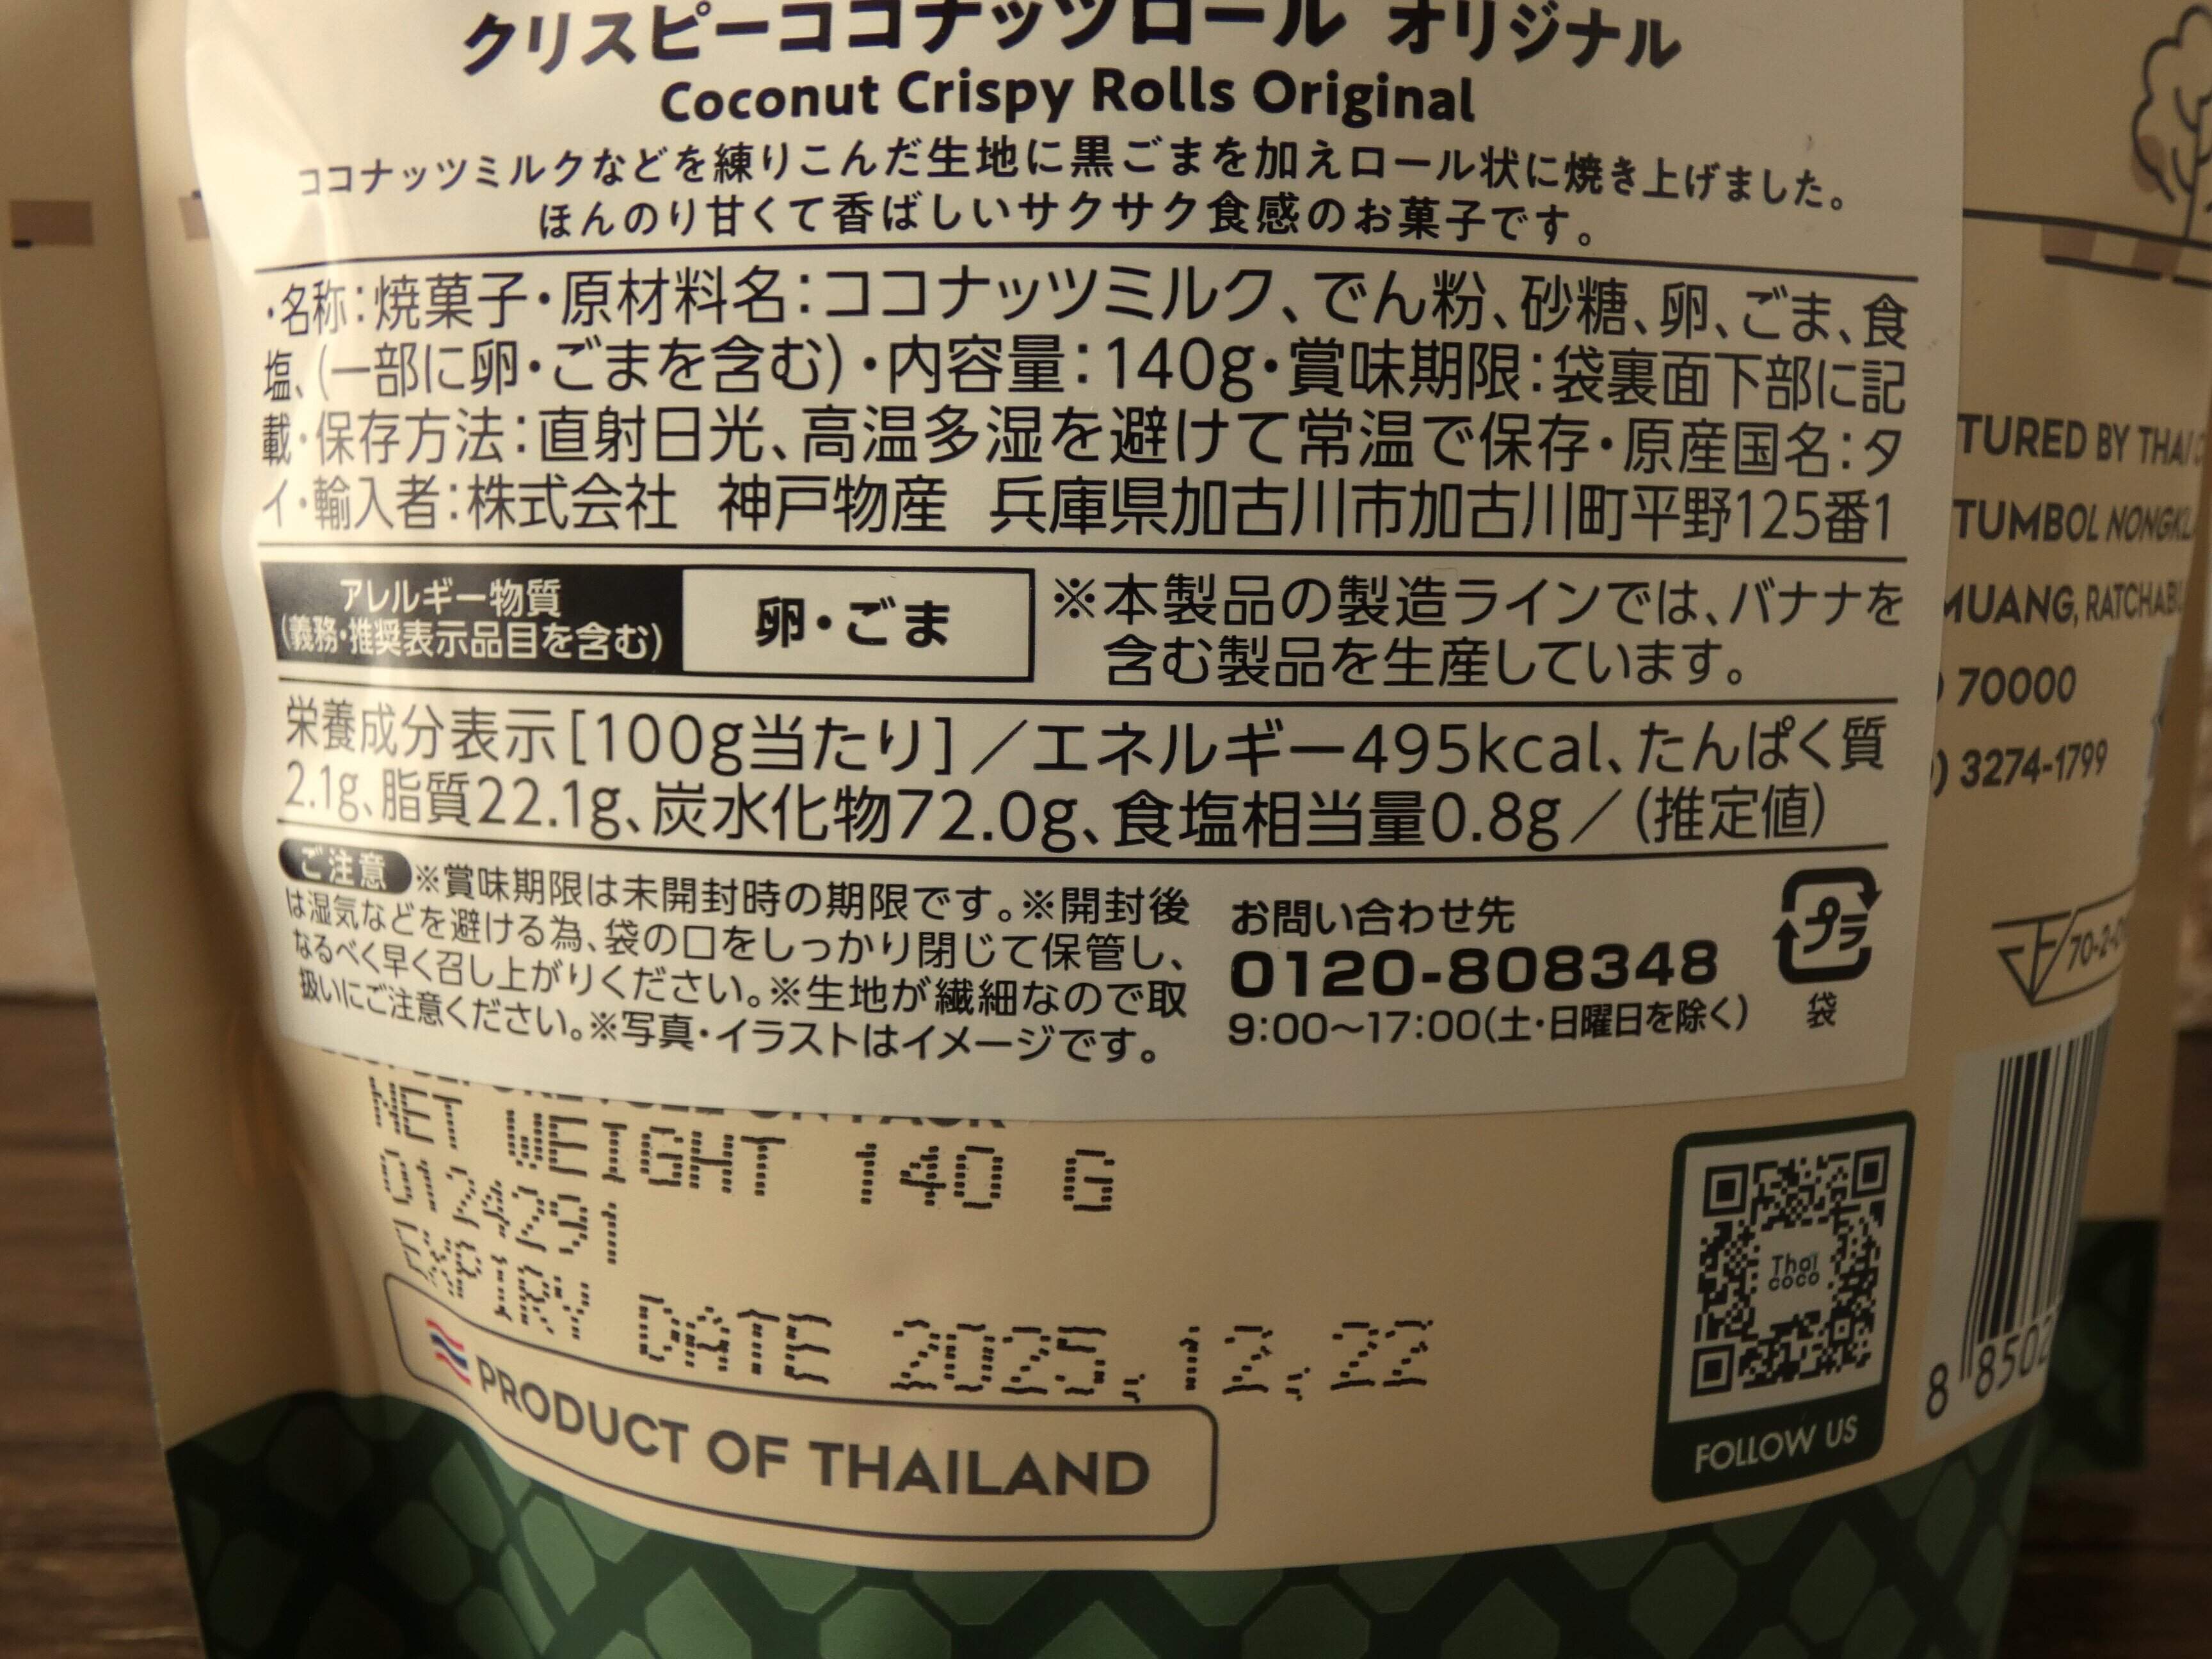 クリスピーココナッツロール オリジナル
Coconut Crispy Rolls Original
ココナッツミルクなどを練りこんだ生地に黒ごまを加えロール状に焼き上げました。
ほんのり甘くて香ばしいサクサク食感のお菓子です。
・名称:焼菓子・原材料名:ココナッツミルク、でん粉、砂糖、卵、ごま、食
塩、(一部に卵・ごまを含む)・内容量:140g・賞味期限:袋裏面下部に記
載・保存方法:直射日光、高温多湿を避けて常温で保存・原産国名:タ
イ・輸入者:株式会社 神戸物産 兵庫県加古川市加古川町平野125番1
アレルギー物質
(義務・推奨表示品目を含む)
卵・ごま
※本製品の製造ラインでは、バナナを
含む製品を生産しています。
栄養成分表示[100g当たり]/エネルギー495kcal、たんぱく質
2.1g、脂質22.1g、炭水化物72.0g、食塩相当量0.8g/(推定値)
ご注意 ※賞味期限は未開封時の期限です。※開封後
は湿気などを避ける為、袋の口をしっかり閉じて保管し、
なるべく早く召し上がりください。※生地が繊細なので取
扱いにご注意ください。※写真・イラストはイメージです。
お問い合わせ先
0120-808348
9:00～17:00(土・日曜日を除く)
プラ
袋
NET WEIGHT 140 G
24291
EXPIRY DATE 2025,12,22
PRODUCT OF THAILAND
Thai
coco
FOLLOW US
TURED BY THAI
TUMBOL
MUANG,
70000
3274-1799
8 8502